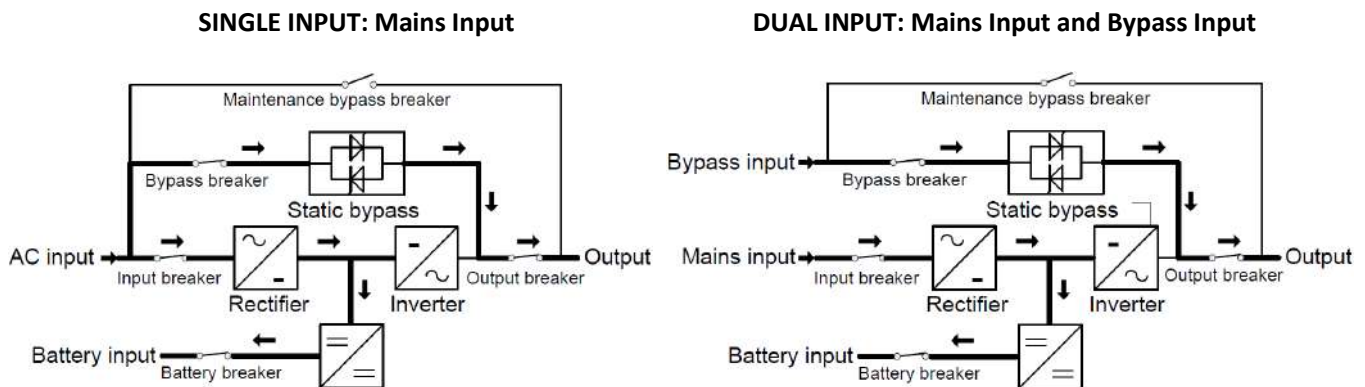 SINGLE INPUT: Mains Input
Maintenance bypass breaker
Bypass breaker
Static bypass
AC input
Input breaker
Output breaker
Output
Rectifier
Inverter
Battery input
Battery breaker
DUAL INPUT: Mains Input and Bypass Input
Maintenance bypass breaker
Bypass input
Bypass breaker
Static bypass
Mains input
Input breaker
Output breaker
Output
Rectifier
Inverter
Battery input
Battery breaker